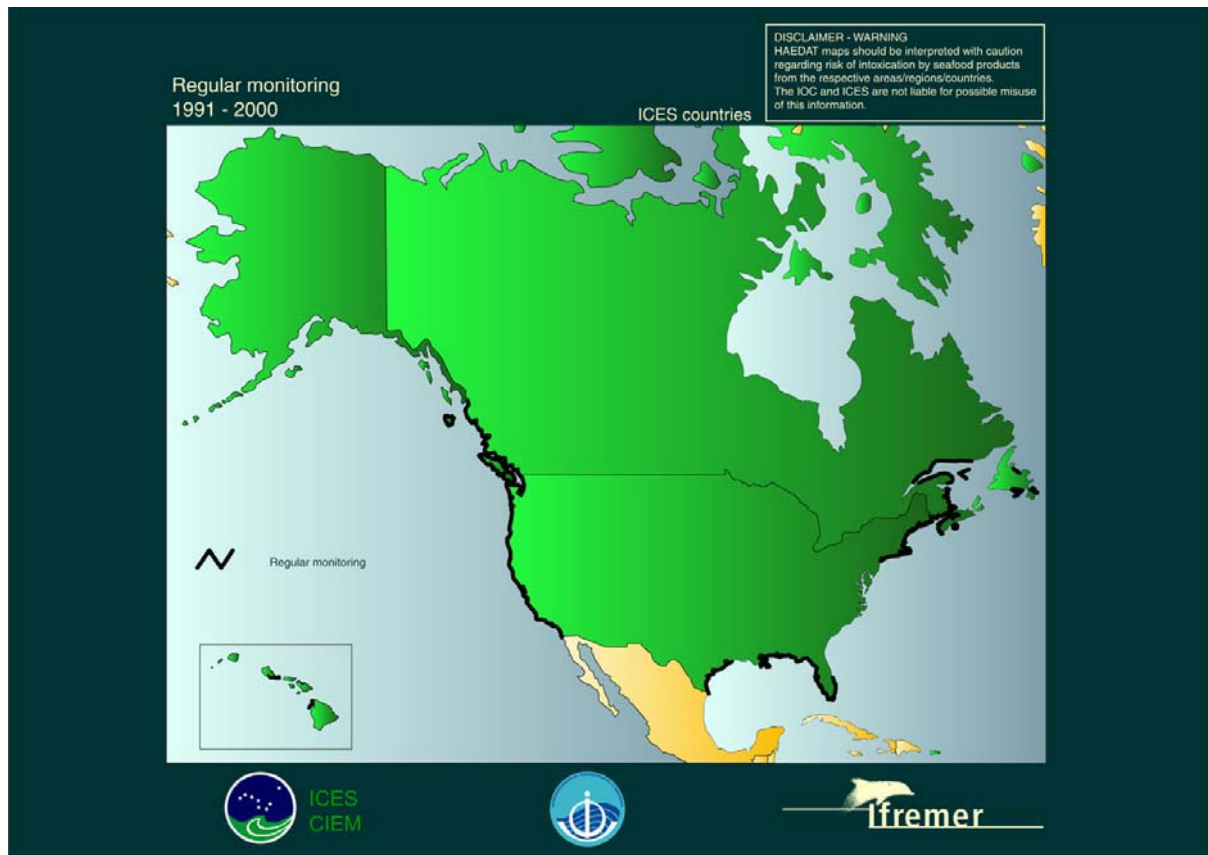 DISCLAIMER - WARNING
HAEDAT maps should be interpreted with caution
regarding risk of intoxication by seafood products
from the respective areas/regions/countries.
The IOC and ICES are not liable for possible misuse
of this information.
Regular monitoring
1991 - 2000
ICES countries
Regular monitoring
ICES
CIEM
Ifremer